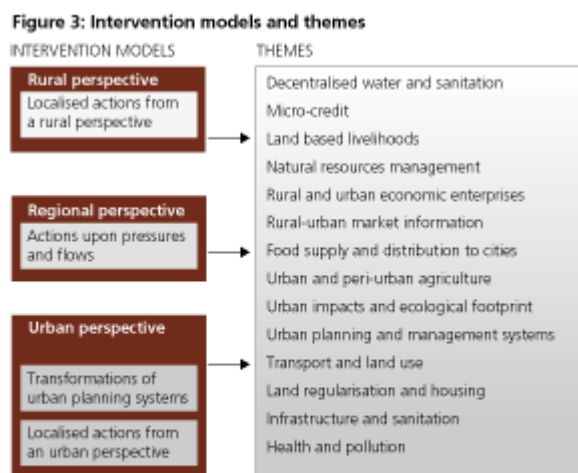 Figure 3: Intervention models and themes
INTERVENTION MODELS
THEMES
Rural perspective
Localised actions from
a rural perspective
Regional perspective
Actions upon pressures
and flows
Urban perspective
Transformations of
urban planning systems
Localised actions from
an urban perspective
Decentralised water and sanitation
Micro-credit
Land based livelihoods
Natural resources management
Rural and urban economic enterprises
Rural-urban market information
Food supply and distribution to cities
Urban and peri-urban agriculture
Urban impacts and ecological footprint
Urban planning and management systems
Transport and land use
Land regularisation and housing
Infrastructure and sanitation
Health and pollution